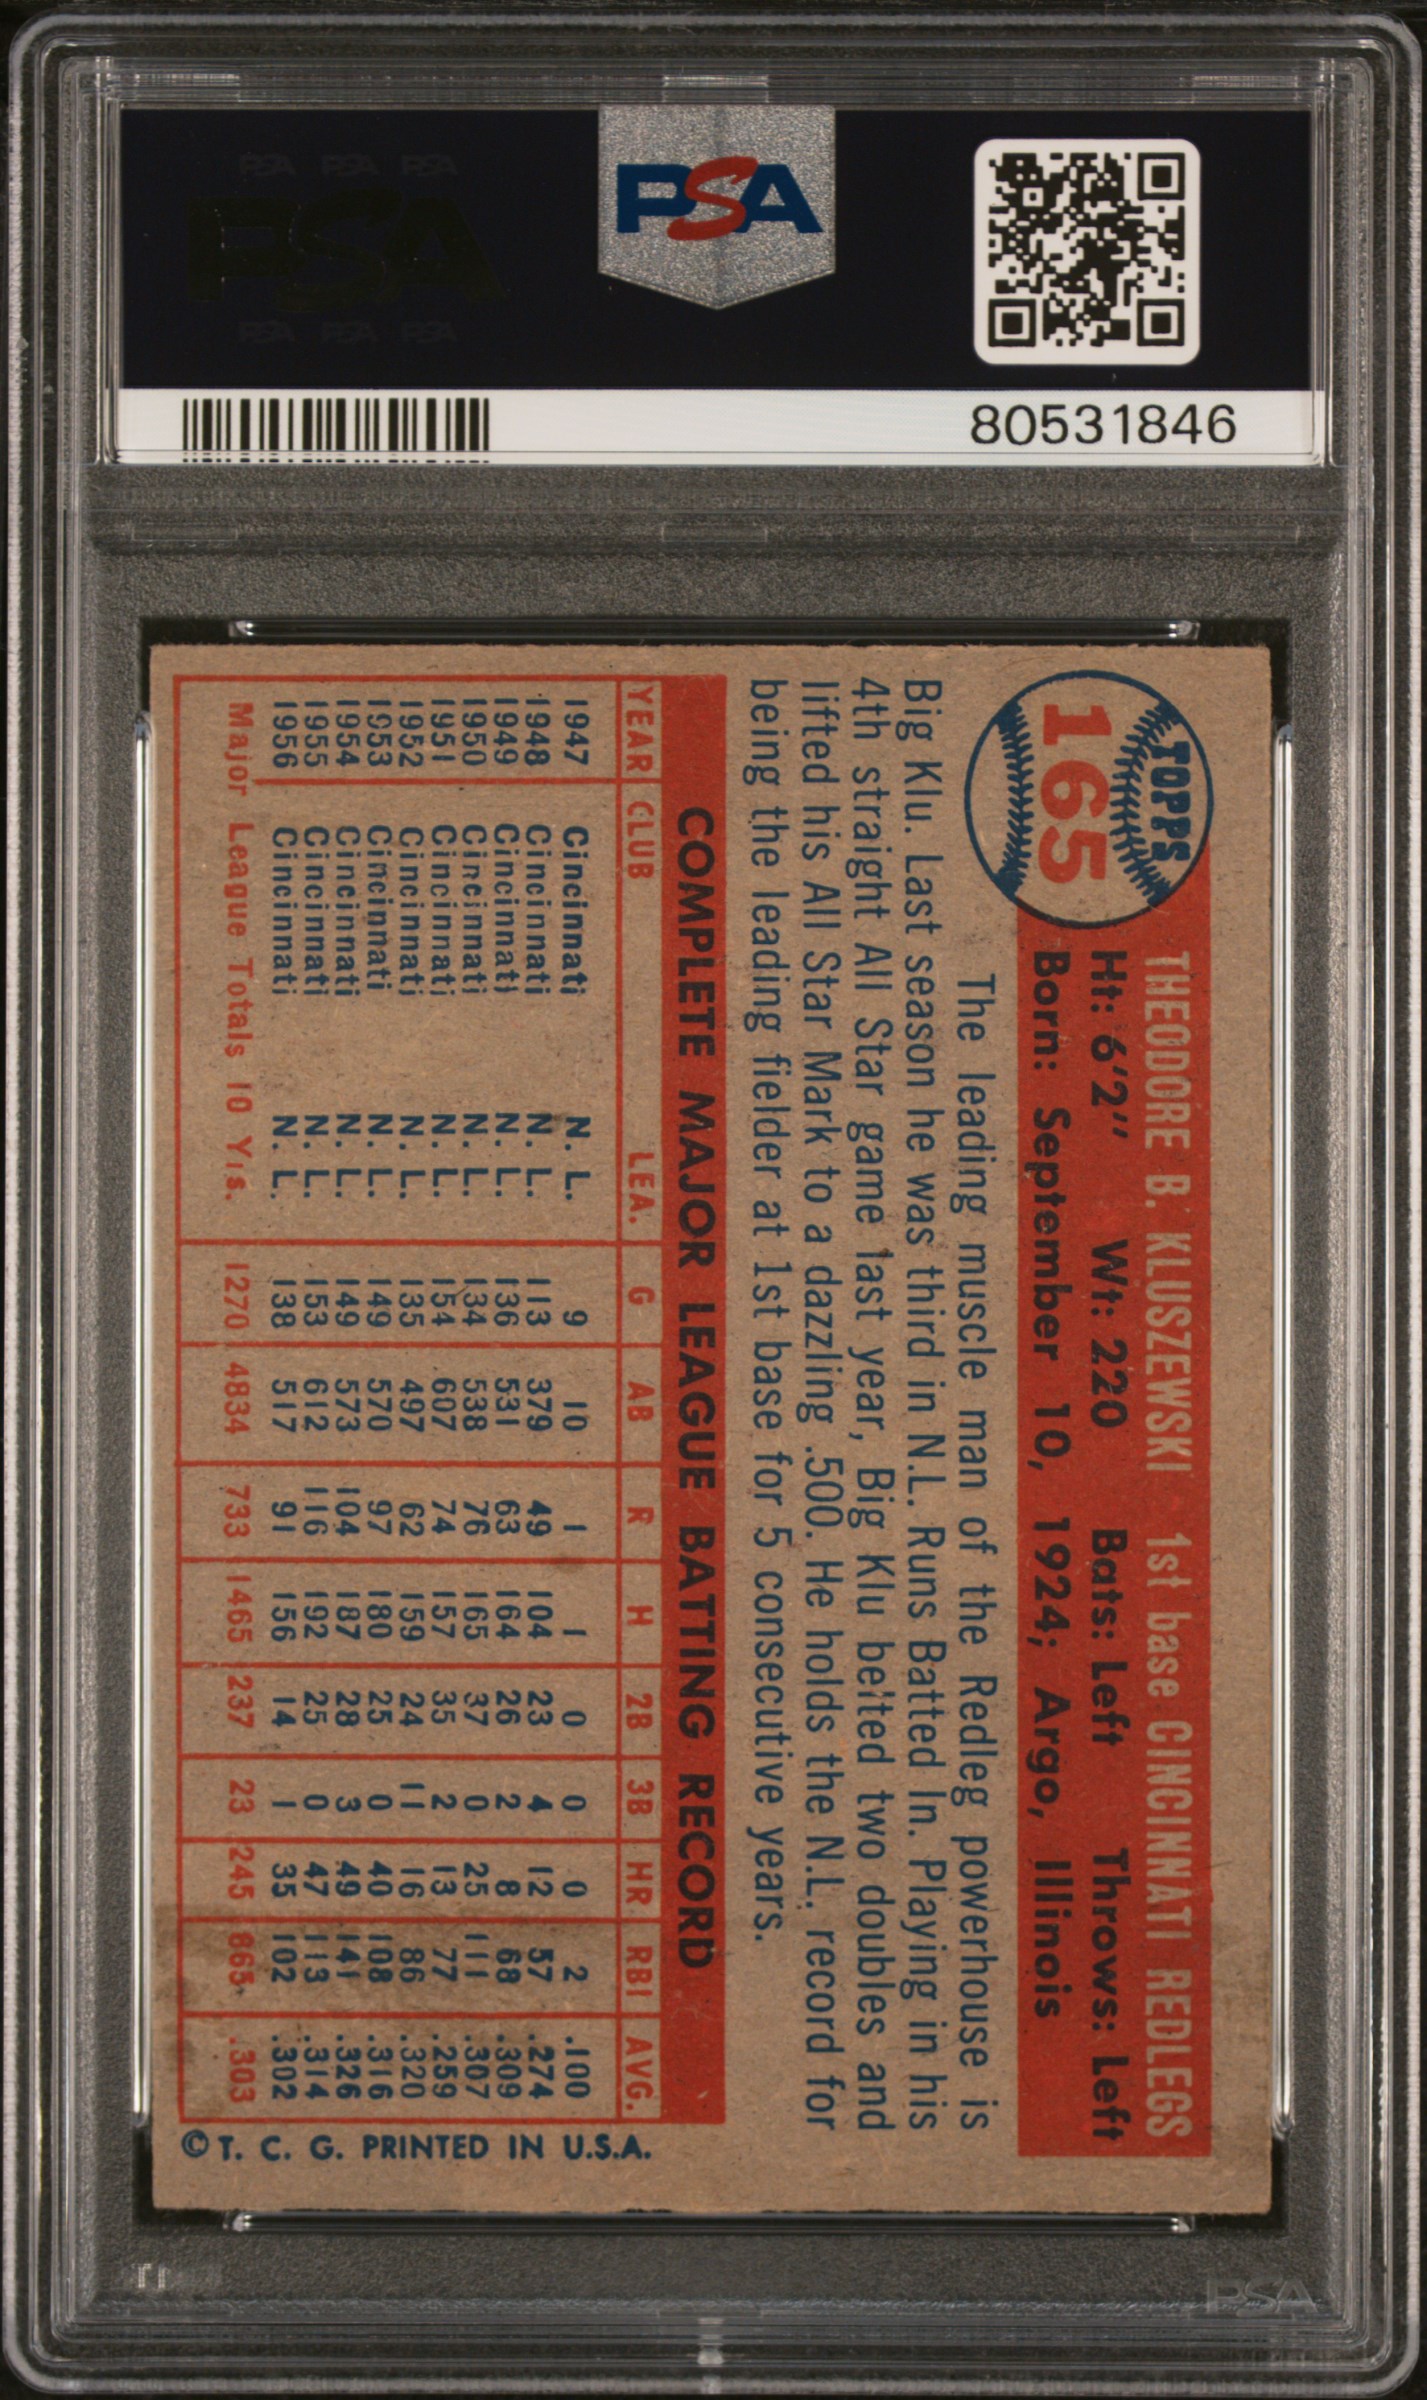 PSA PSA PSA
PSA
PSA PSA PSA
PSA
80531846
TOPPS
165
THEODORE B. KLUSZEWSKI 1st base CINCINNATI REDLEGS
Ht: 6'2" Wt: 220 Bats: Left Throws: Left
Born: September 10, 1924; Argo, Illinois
The leading muscle man of the Redleg powerhouse is
Big Klu. Last season he was third in N.L. Runs Batted In. Playing in his
4th straight All Star game last year, Big Klu belted two doubles and
lifted his All Star Mark to a dazzling .500. He holds the N.L. record for
being the leading fielder at 1st base for 5 consecutive years.
COMPLETE MAJOR LEAGUE BATTING RECORD
YEAR CLUB LEA. G AB R H 2B 3B HR RBI AVG.
1947 Cincinnati N. L. 9 10 1 1 0 0 0 2 .100
1948 Cincinnati N. L. 113 379 49 104 23 4 12 57 .274
1949 Cincinnati N. L. 136 531 63 164 26 2 8 68 .309
1950 Cincinnati N. L. 134 538 76 165 37 0 25 111 .307
1951 Cincinnati N. L. 154 607 74 157 35 2 13 77 .259
1952 Cincinnati N. L. 135 497 62 159 24 11 16 86 .320
1953 Cincinnati N. L. 149 570 97 180 25 0 40 108 .316
1954 Cincinnati N. L. 149 573 104 187 28 3 49 141 .326
1955 Cincinnati N. L. 153 612 116 192 25 0 47 113 .314
1956 Cincinnati N. L. 138 517 91 156 14 1 35 102 .302
Major League Totals 10 Yrs. 1270 4834 733 1465 237 23 245 865 .303
© T. C. G. PRINTED IN U.S.A.
PSA